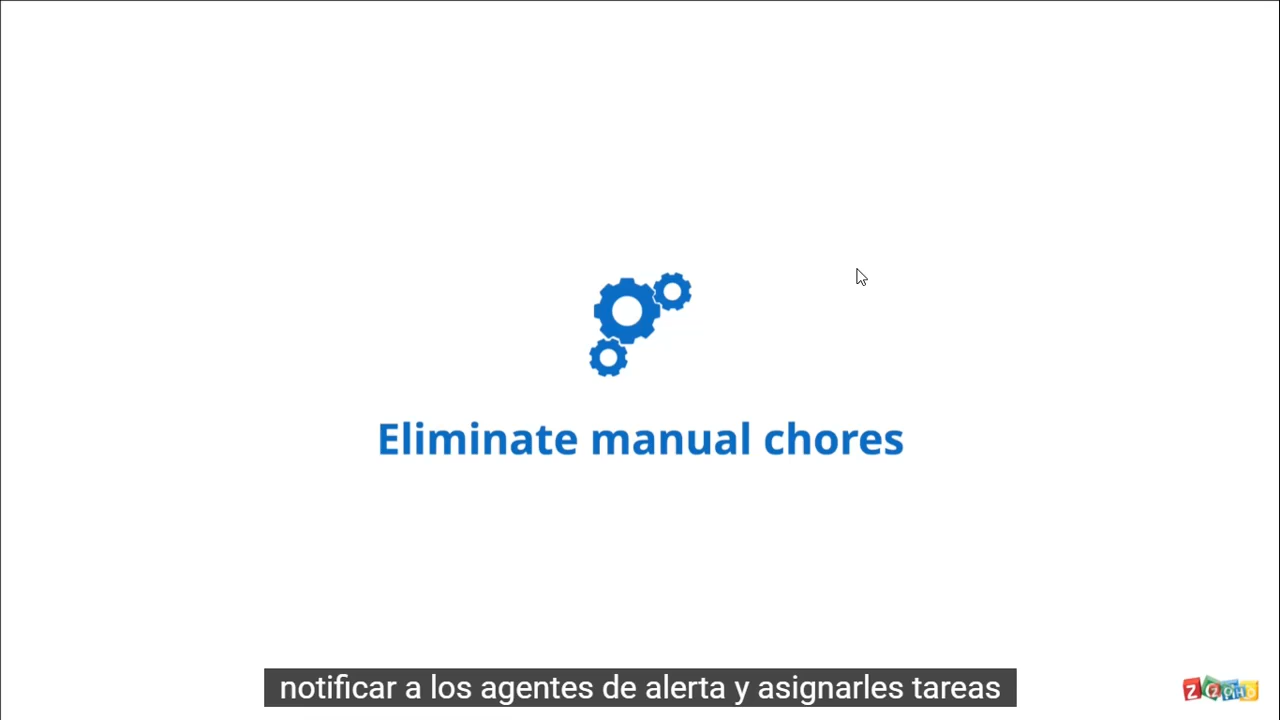 Eliminate manual chores
notificar a los agentes de alerta y asignarles tareas